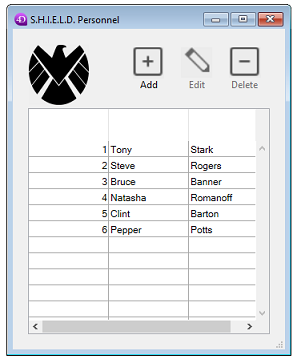 4D S.H.I.E.L.D. Personnel
Add Edit Delete
1 Tony Stark
2 Steve Rogers
3 Bruce Banner
4 Natasha Romanoff
5 Clint Barton
6 Pepper Potts